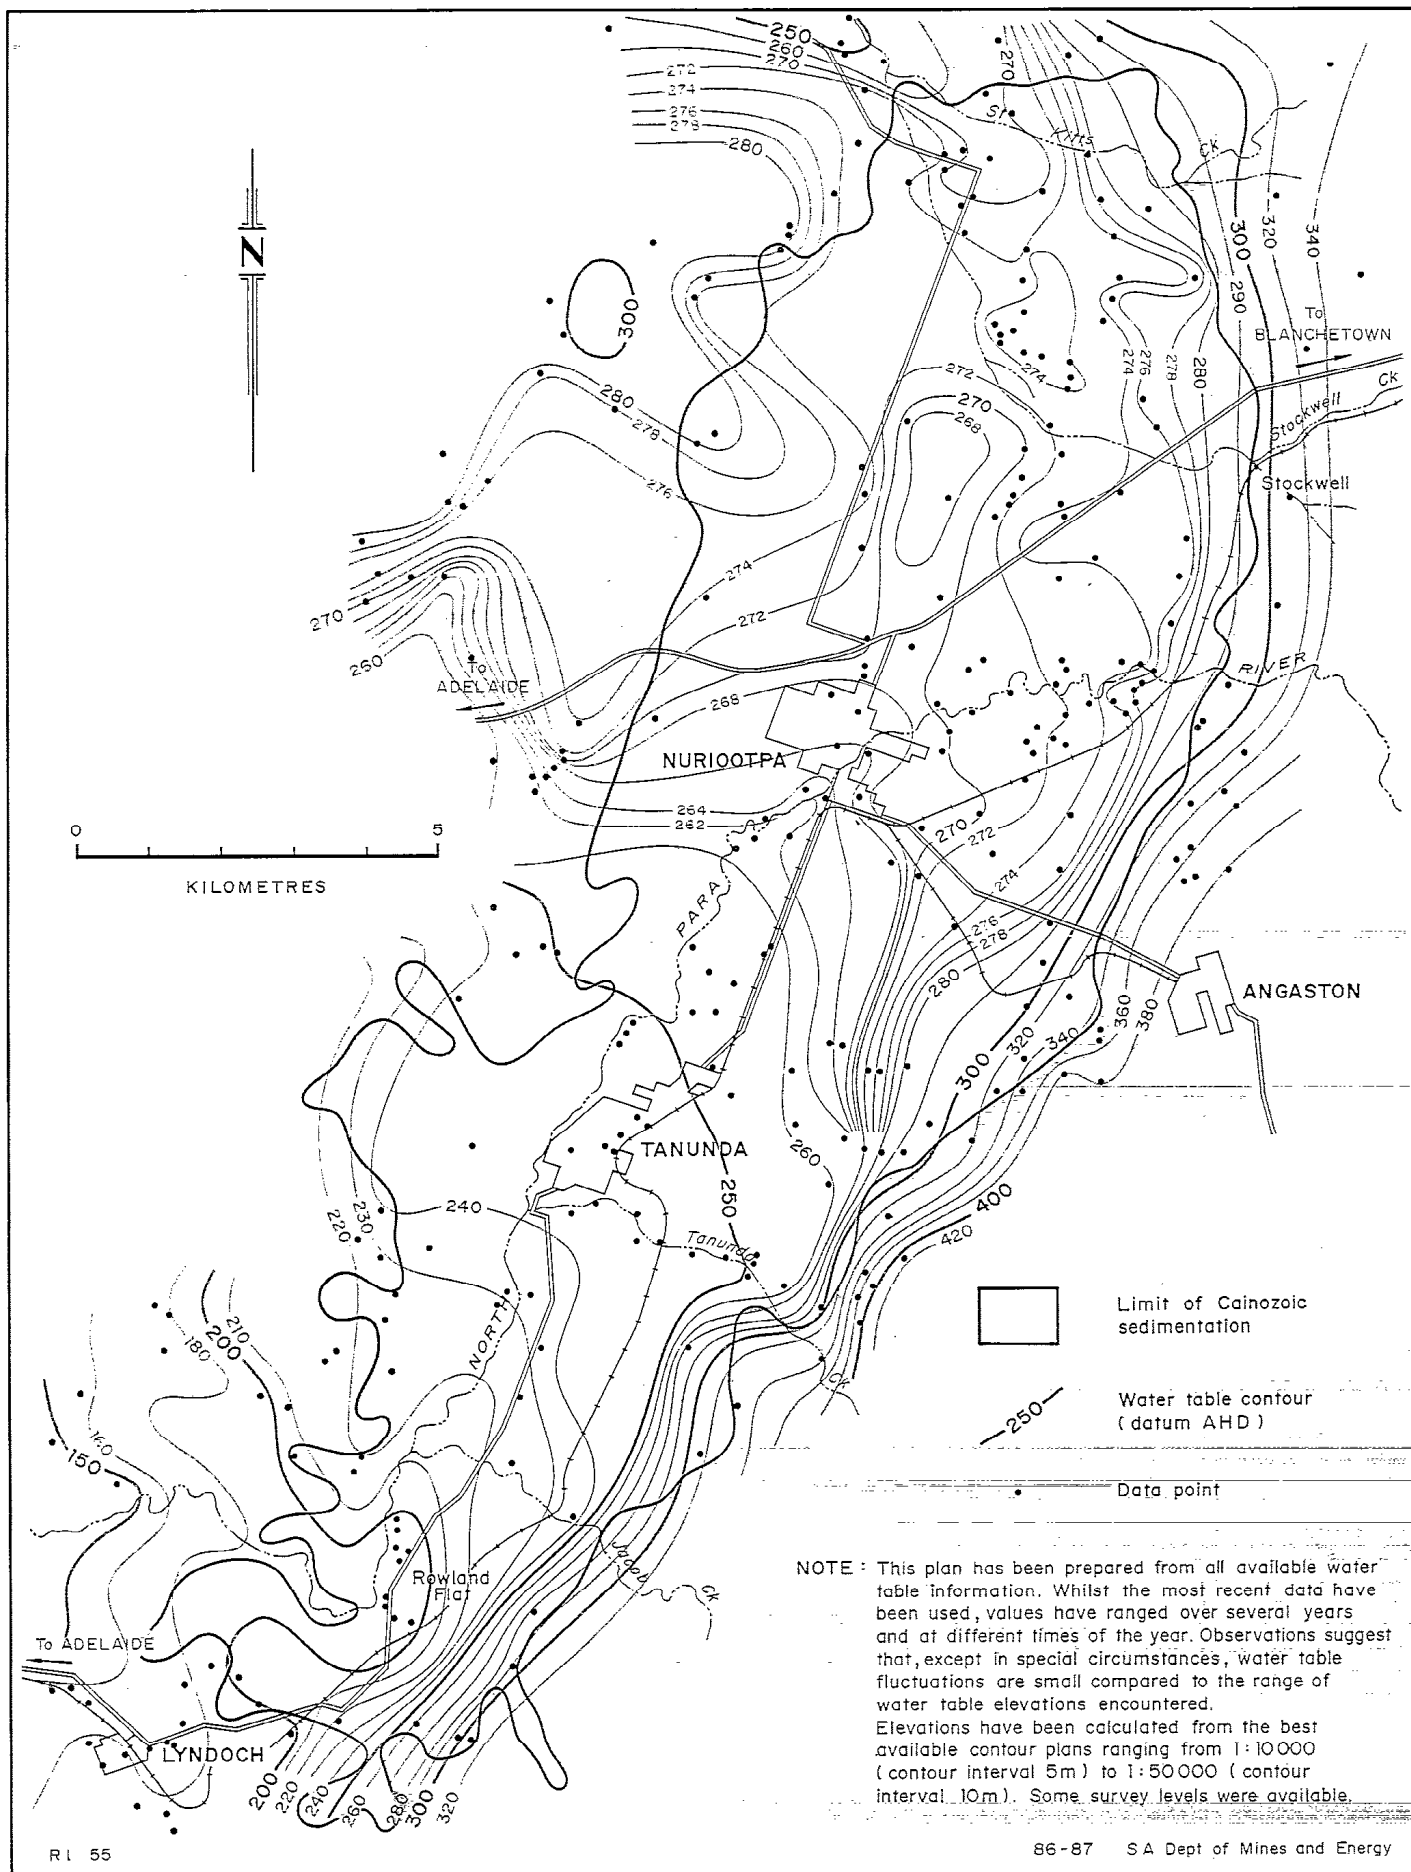 250
260
270
272
274
276
278
280
270
St
Kitts
Ck
N
300
300
320
340
290
To
BLANCHETOWN
274
276
278
280
274
272
270
268
Stockwell
Ck
Stockwell
280
278
276
274
272
270
260
To
ADELAIDE
268
RIVER
NURIOOTPA
264
262
270
272
274
276
278
280
0
5
KILOMETRES
PARA
ANGASTON
360
380
340
320
300
TANUNDA
260
250
240
230
220
400
420
Tanunda
Ck
NORTH
210
200
180
160
150
Limit of Cainozoic
sedimentation
250
Water table contour
(datum AHD)
Data point
Jacob
Ck
Rowland
Flat
To ADELAIDE
LYNDOCH
200
220
240
260
280
300
320
NOTE : This plan has been prepared from all available water
table information. Whilst the most recent data have
been used, values have ranged over several years
and at different times of the year. Observations suggest
that, except in special circumstances, water table
fluctuations are small compared to the range of
water table elevations encountered.
Elevations have been calculated from the best
available contour plans ranging from 1:10 000
(contour interval 5m) to 1:50 000 (contour
interval 10m). Some survey levels were available.
RI 55
86-87 SA Dept of Mines and Energy